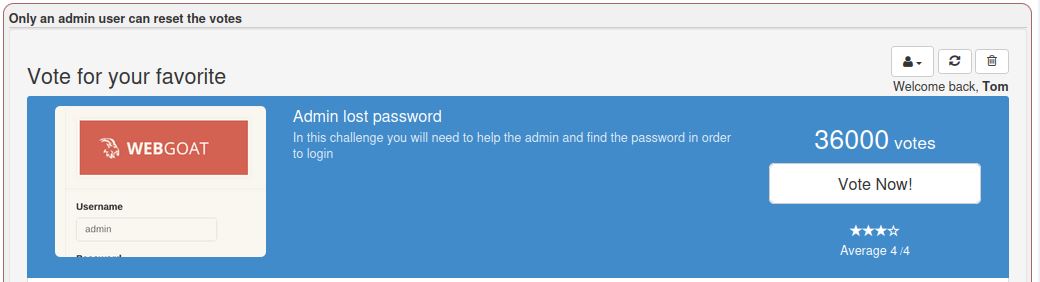 Only an admin user can reset the votes
Vote for your favorite
Welcome back, Tom
WEBGOAT
Username
admin
Admin lost password
In this challenge you will need to help the admin and find the password in order
to login
36000 votes
Vote Now!
Average 4 /4